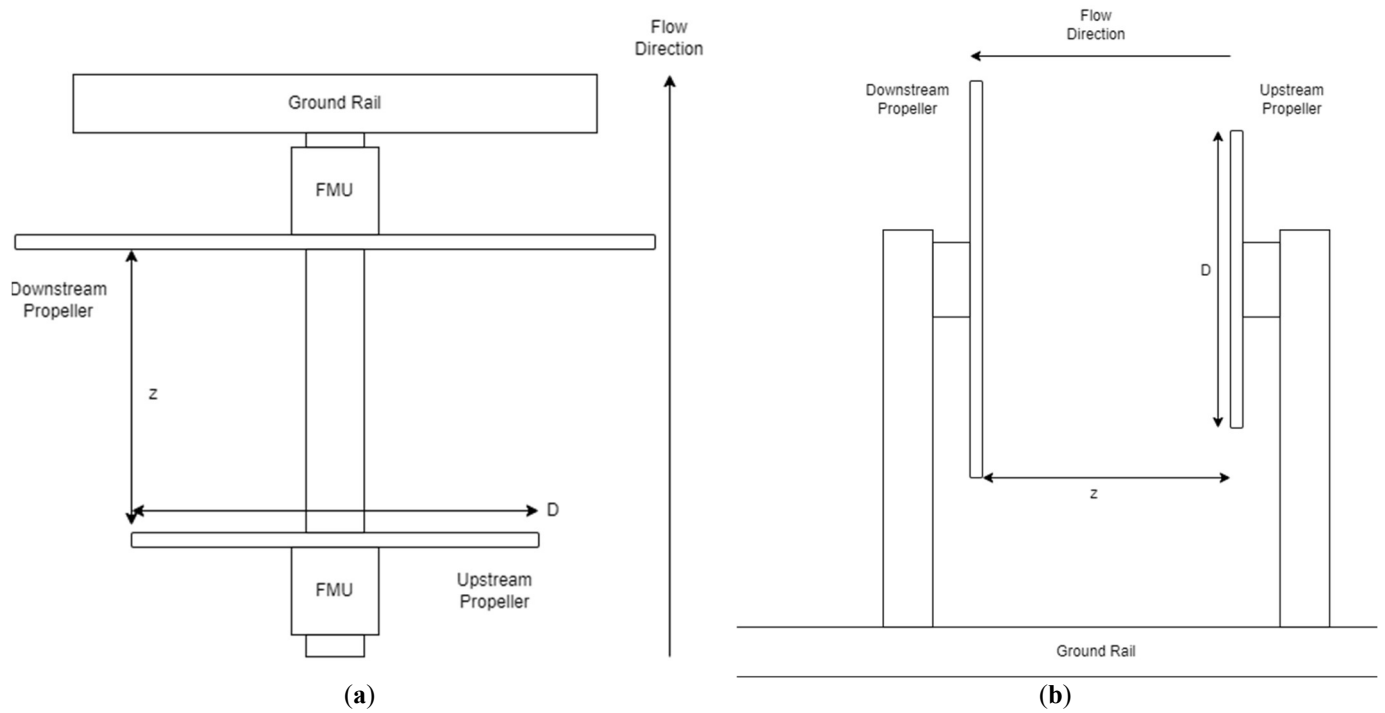 Flow
Direction
Ground Rail
FMU
Downstream
Propeller
z
D
FMU
Upstream
Propeller
(a)
Flow
Direction
Downstream
Propeller
Upstream
Propeller
D
z
Ground Rail
(b)